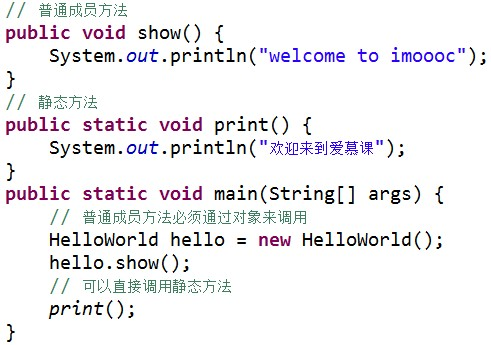 // 普通成员方法
public void show() {
    System.out.println("welcome to imoooc");
}
// 静态方法
public static void print() {
    System.out.println("欢迎来到爱慕课");
}
public static void main(String[] args) {
    // 普通成员方法必须通过对象来调用
    HelloWorld hello = new HelloWorld();
    hello.show();
    // 可以直接调用静态方法
    print();
}